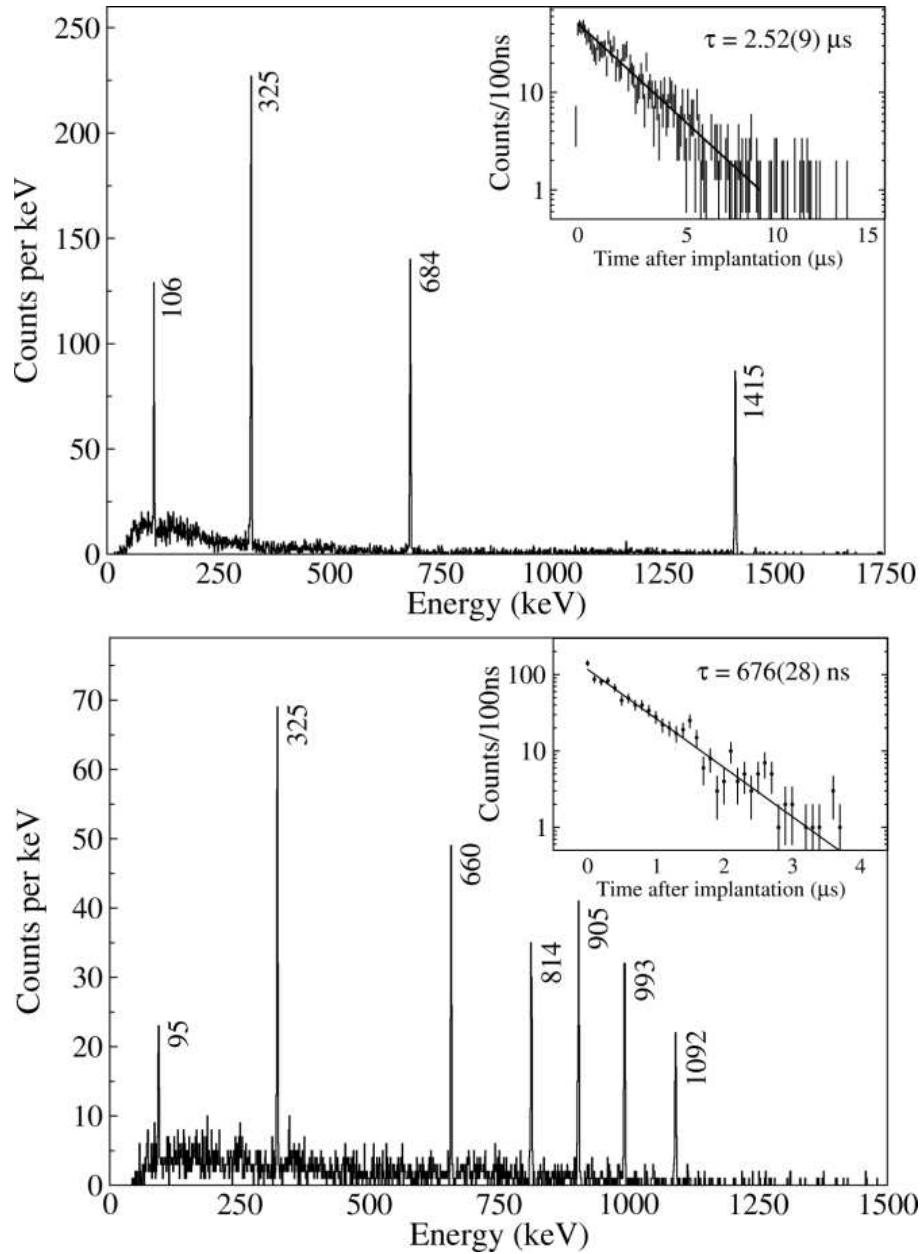 260
250
200
150
100
50
0
Counts per keV
106
325
684
1415
0 250 500 750 1000 1250 1500 1750
Energy (keV)
τ = 2.52(9) μs
Counts/100ns
10
1
0 5 10 15
Time after implantation (μs)
70
60
50
40
30
20
10
0
Counts per keV
95
325
660
814
905
993
1092
0 250 500 750 1000 1250 1500
Energy (keV)
τ = 676(28) ns
Counts/100ns
100
10
1
0 1 2 3 4
Time after implantation (μs)